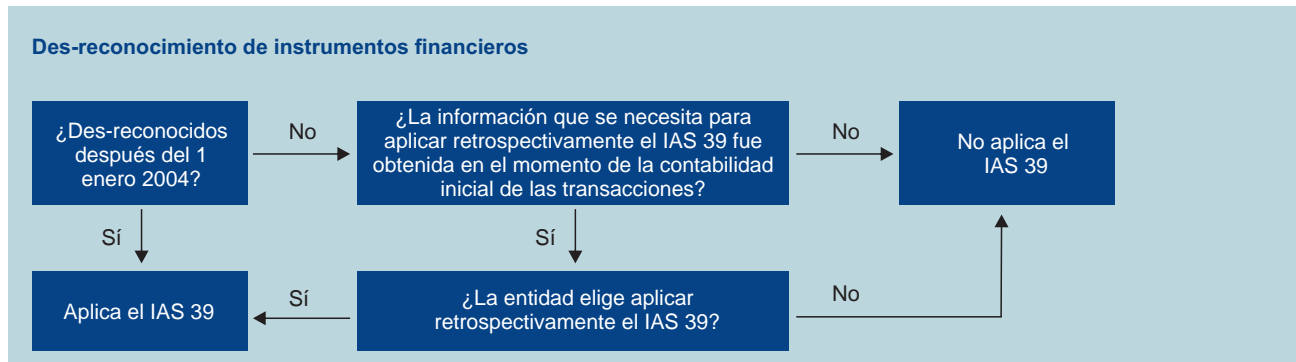 Des-reconocimiento de instrumentos financieros
¿Des-reconocidos
después del 1
enero 2004?
No
¿La información que se necesita para
aplicar retrospectivamente el IAS 39 fue
obtenida en el momento de la contabilidad
inicial de las transacciones?
No
No aplica el
IAS 39
Sí
Sí
Aplica el IAS 39
Sí
¿La entidad elige aplicar
retrospectivamente el IAS 39?
No